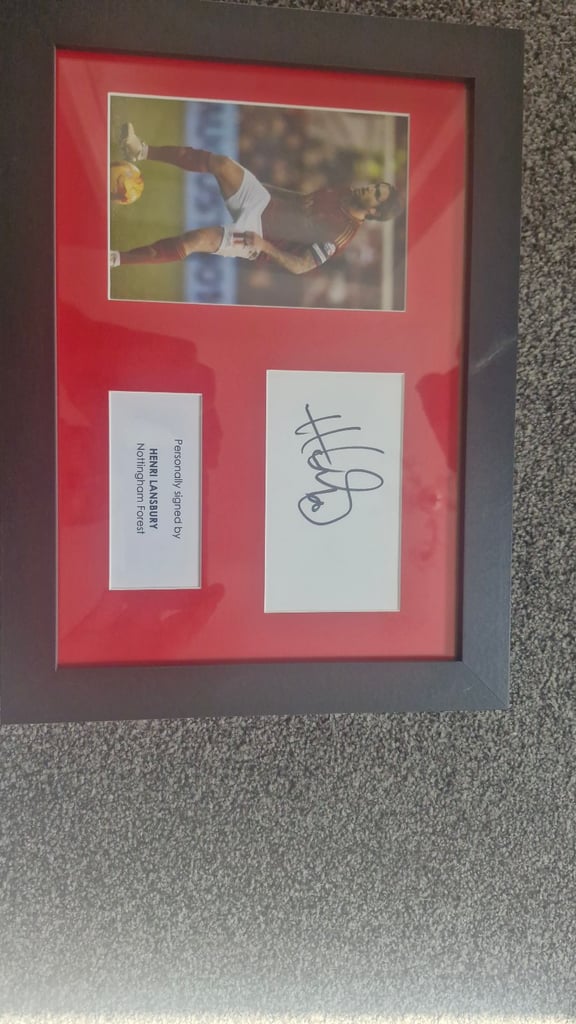 Personally signed by
HENRI LANSBURY
Nottingham Forest